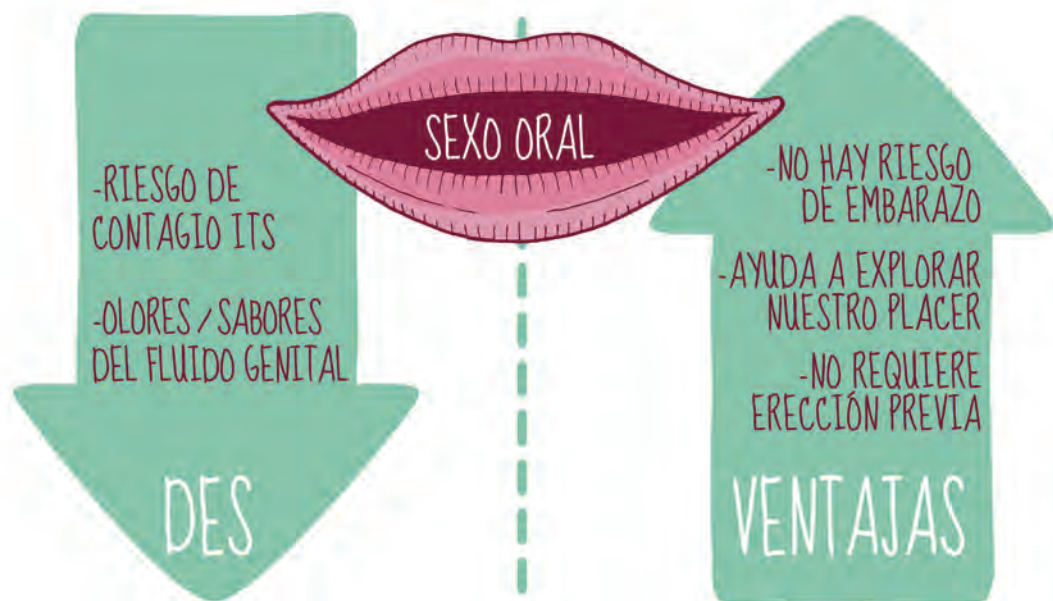 SEXO ORAL
-RIESGO DE
CONTAGIO ITS
-OLORES / SABORES
DEL FLUIDO GENITAL
DES
-NO HAY RIESGO
DE EMBARAZO
-AYUDA A EXPLORAR
NUESTRO PLACER
-NO REQUIERE
ERECCIÓN PREVIA
VENTAJAS